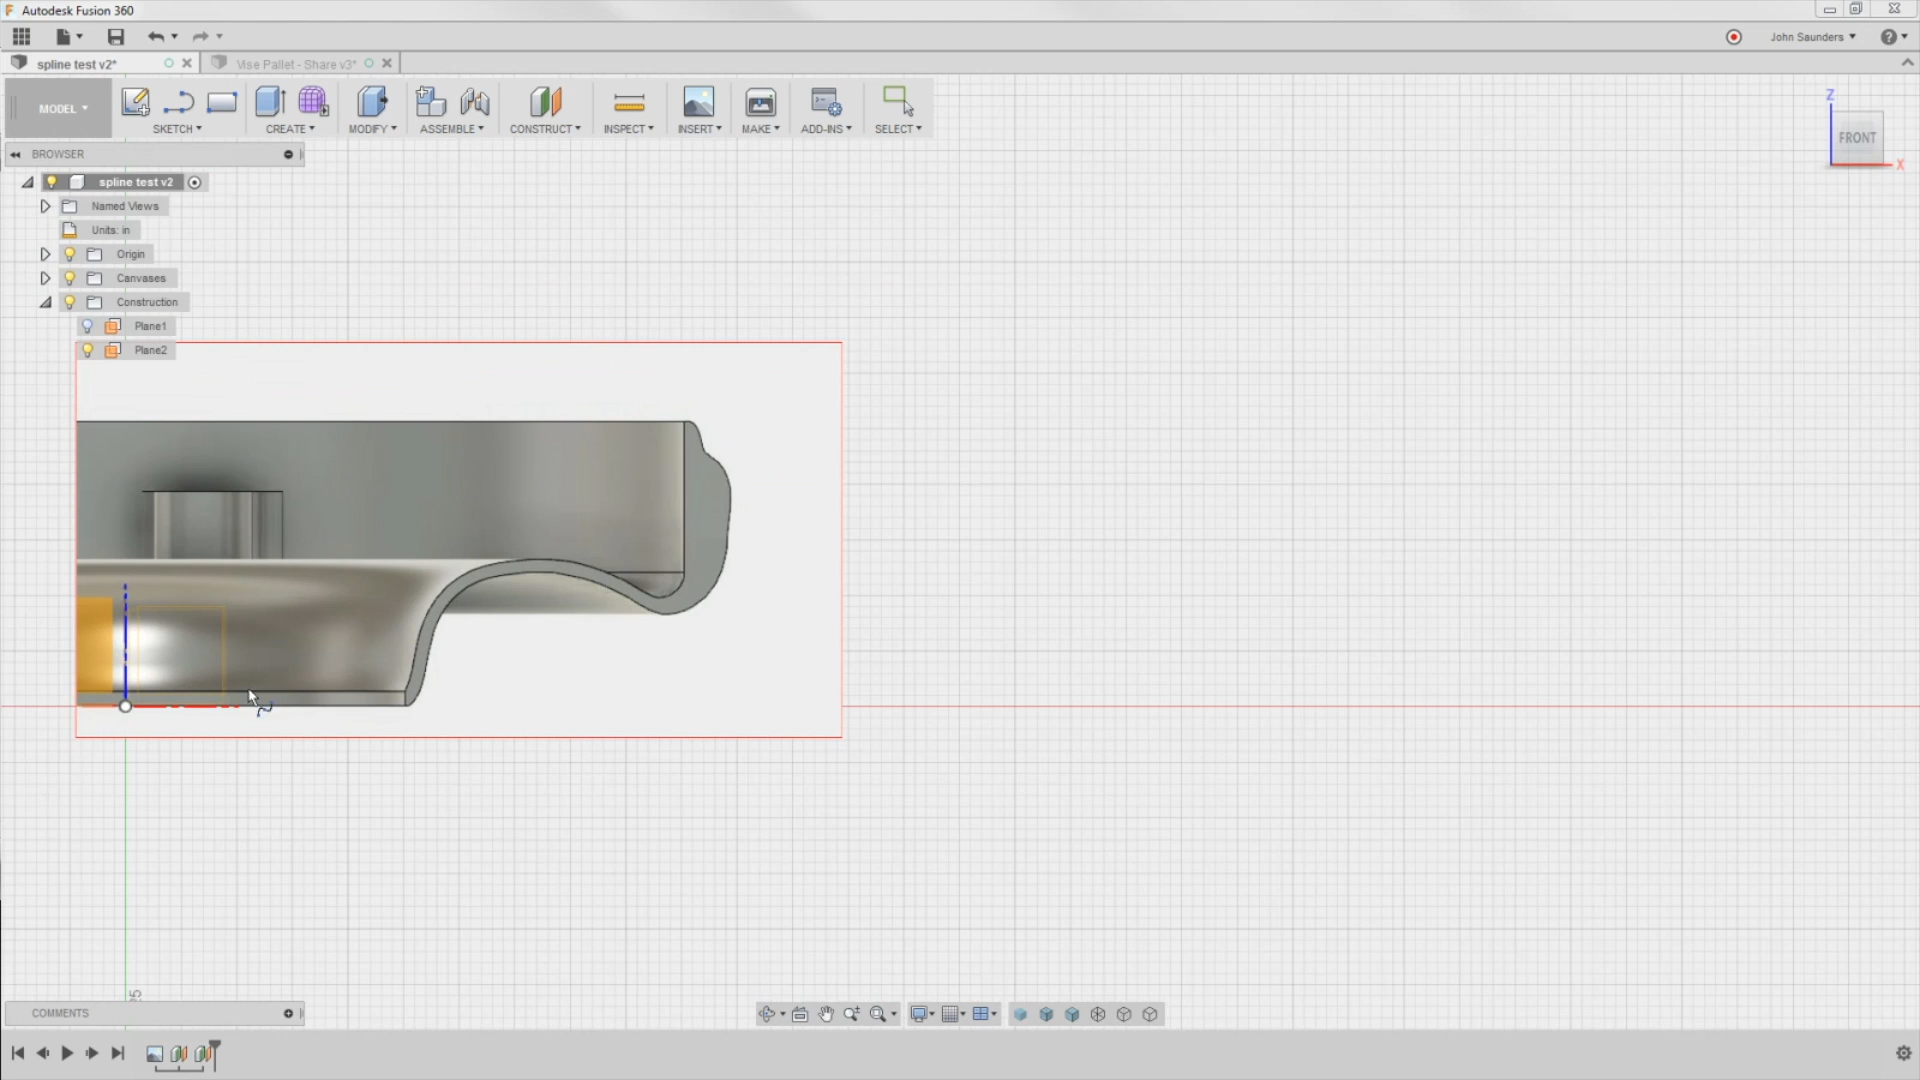 Autodesk Fusion 360
John Saunders
spline test v2*
Vise Pallet - Share v3*
MODEL
SKETCH
CREATE
MODIFY
ASSEMBLE
CONSTRUCT
INSPECT
INSERT
MAKE
ADD-INS
SELECT
Z
FRONT
X
BROWSER
spline test v2
Named Views
Units: in
Origin
Canvases
Construction
Plane1
Plane2
COMMENTS